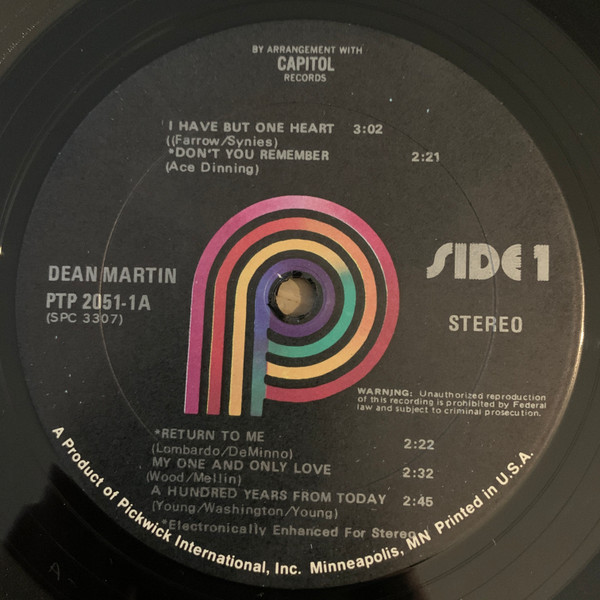 BY ARRANGEMENT WITH
CAPITOL
RECORDS
I HAVE BUT ONE HEART 3:02
((Farrow/Synies)
*DON'T YOU REMEMBER 2:21
(Ace Dinning)
DEAN MARTIN
PTP 2051-1A
(SPC 3307)
SIDE 1
STEREO
WARNING: Unauthorized reproduction
of this recording is prohibited by Federal
law and subject to criminal prosecution.
*RETURN TO ME 2:22
(Lombardo/DeMinno)
MY ONE AND ONLY LOVE 2:32
(Wood/Mellin)
A HUNDRED YEARS FROM TODAY 2:45
(Young/Washington/Young)
*Electronically Enhanced For Stereo
A Product of Pickwick International, Inc. Minneapolis, MN Printed in U.S.A.
A-